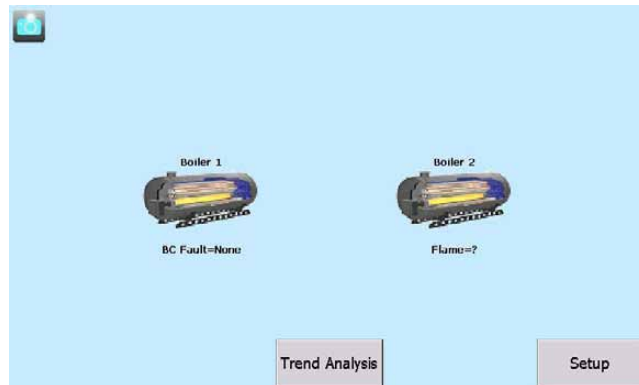 Boiler 1
Boiler 2
BC Fault=None
Flame=?
Trend Analysis
Setup